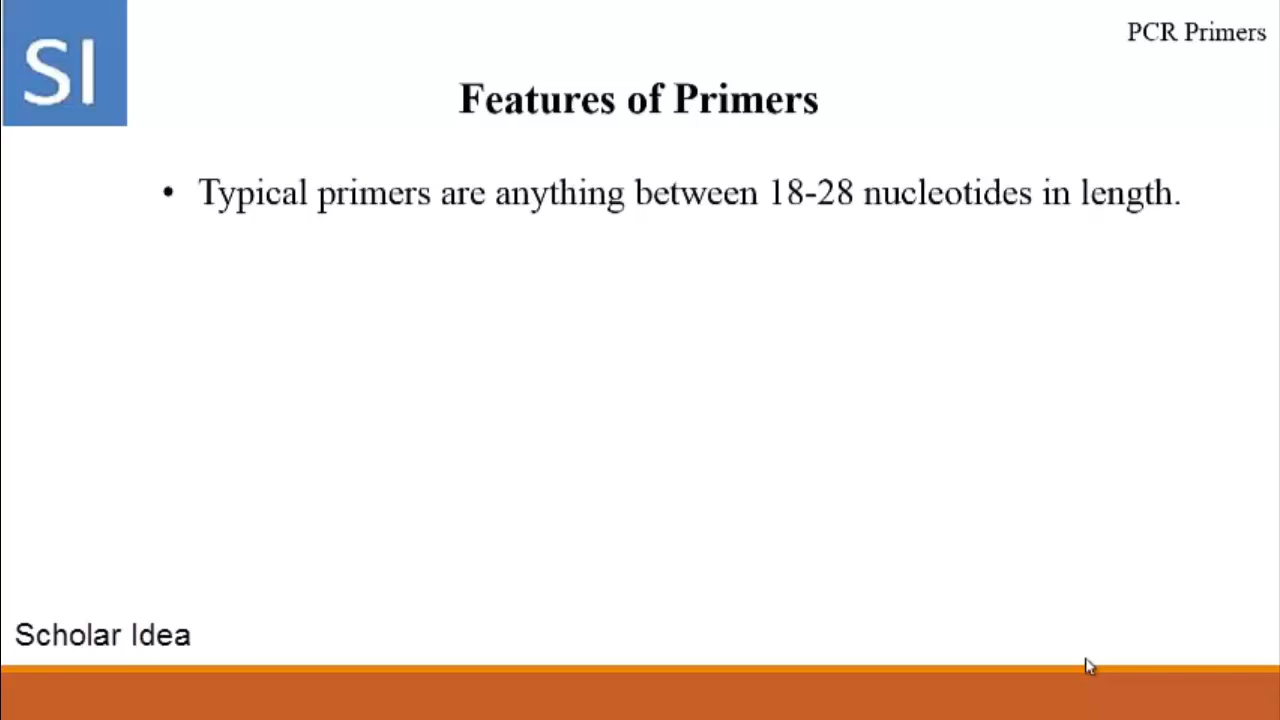 SI
PCR Primers
Features of Primers
• Typical primers are anything between 18-28 nucleotides in length.
Scholar Idea